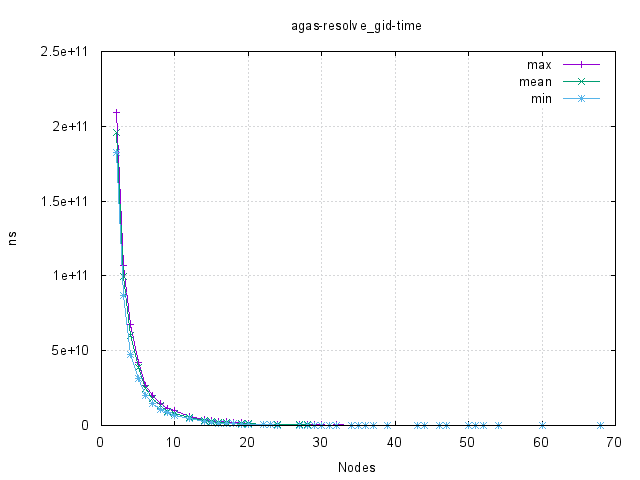 agas-resolve_gid-time
2.5e+11
2e+11
1.5e+11
1e+11
5e+10
0
ns
max
mean
min
0 10 20 30 40 50 60 70
Nodes